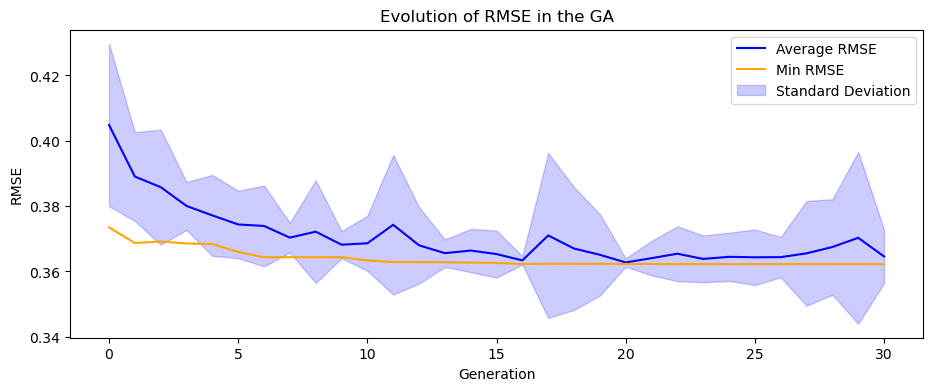 Evolution of RMSE in the GA
Average RMSE
Min RMSE
Standard Deviation
RMSE
0.42
0.40
0.38
0.36
0.34
0
5
10
15
20
25
30
Generation